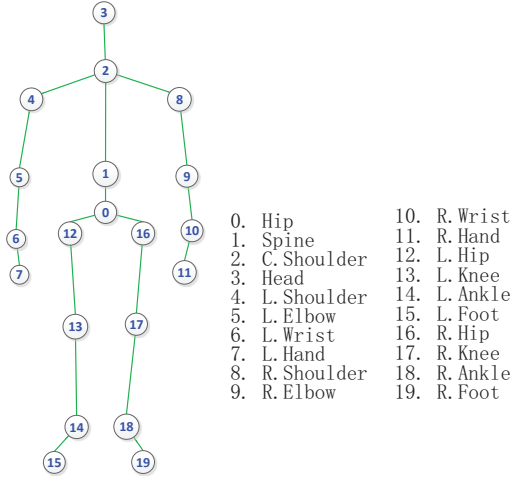 3
2
4
8
1
5
9
0
12
16
6
10
7
11
13
17
14
18
15
19
0. Hip
1. Spine
2. C.Shoulder
3. Head
4. L.Shoulder
5. L.Elbow
6. L.Wrist
7. L.Hand
8. R.Shoulder
9. R.Elbow
10. R.Wrist
11. R.Hand
12. L.Hip
13. L.Knee
14. L.Ankle
15. L.Foot
16. R.Hip
17. R.Knee
18. R.Ankle
19. R.Foot